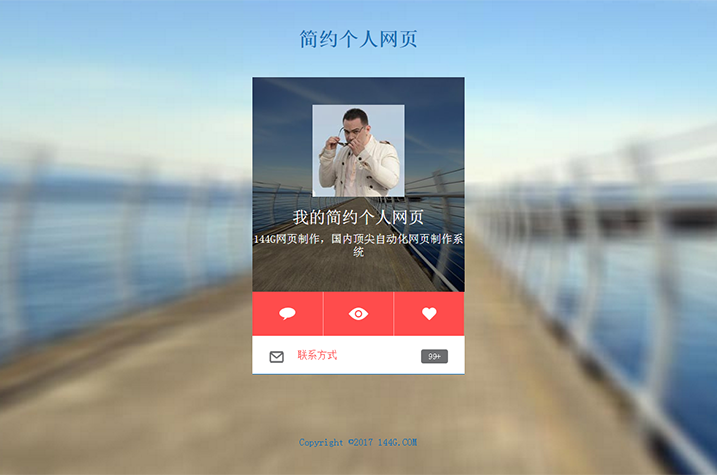 简约个人网页
我的简约个人网页
144G网页制作，国内顶尖自动化网页制作系
统
联系方式
99+
Copyright ©2017 144G.COM